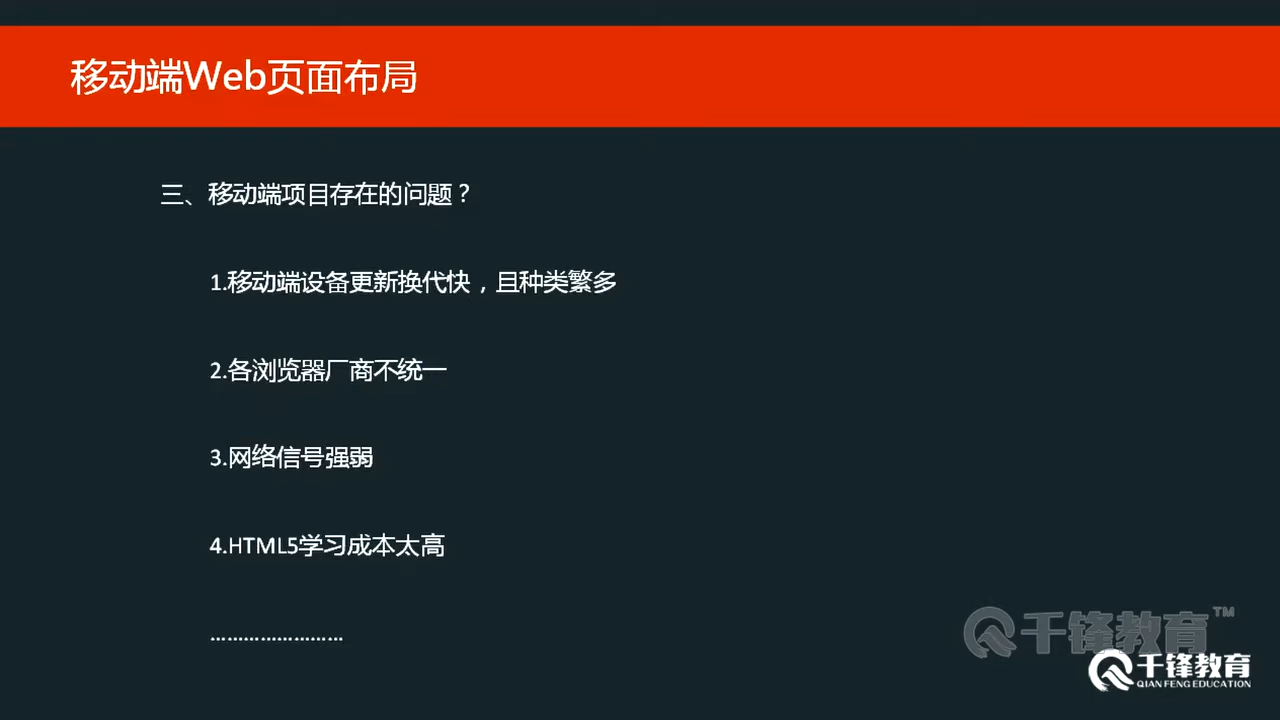 移动端Web页面布局
三、移动端项目存在的问题？
1.移动端设备更新换代快，且种类繁多
2.各浏览器厂商不统一
3.网络信号强弱
4.HTML5学习成本太高
……………………
千锋教育™
千锋教育
QIAN FENG EDUCATION